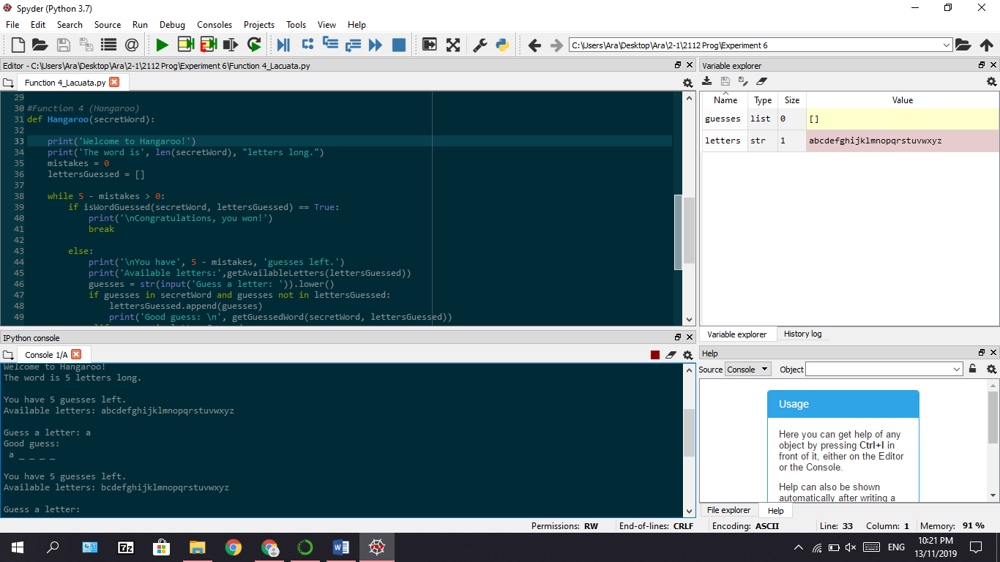 Spyder (Python 3.7)
File Edit Search Source Run Debug Consoles Projects Tools View Help
C:\Users\Ara\Desktop\Ara\2-1\2112 Prog\Experiment 6
Editor - C:\Users\Ara\Desktop\Ara\2-1\2112 Prog\Experiment 6\Function 4_Lacuata.py
Function 4_Lacuata.py
29
30 #Function 4 (Hangaroo)
31 def Hangaroo(secretWord):
32
33     print('Welcome to Hangaroo!')
34     print('The word is', len(secretWord), "letters long.")
35     mistakes = 0
36     lettersGuessed = []
37
38     while 5 - mistakes > 0:
39         if isWordGuessed(secretWord, lettersGuessed) == True:
40             print('\nCongratulations, you won!')
41             break
42
43         else:
44             print('\nYou have', 5 - mistakes, 'guesses left.')
45             print('Available letters:',getAvailableLetters(lettersGuessed))
46             guesses = str(input('Guess a letter: ')).lower()
47             if guesses in secretWord and guesses not in lettersGuessed:
48                 lettersGuessed.append(guesses)
49                 print('Good guess: \n', getGuessedWord(secretWord, lettersGuessed))
IPython console
Console 1/A
Welcome to Hangaroo!
The word is 5 letters long.
You have 5 guesses left.
Available letters: abcdefghijklmnopqrstuvwxyz
Guess a letter: a
Good guess:
 a _ _ _ _
You have 5 guesses left.
Available letters: bcdefghijklmnopqrstuvwxyz
Guess a letter:
Variable explorer
Name Type Size Value
guesses list 0 []
letters str 1 abcdefghijklmnopqrstuvwxyz
Variable explorer History log
Help
Source Console Object
Usage
Here you can get help of any
object by pressing Ctrl+I in
front of it, either on the Editor
or the Console.
Help can also be shown
automatically after writing a
File explorer Help
Permissions: RW End-of-lines: CRLF Encoding: ASCII Line: 33 Column: 1 Memory: 91 %
7z
W
ENG
10:21 PM
13/11/2019